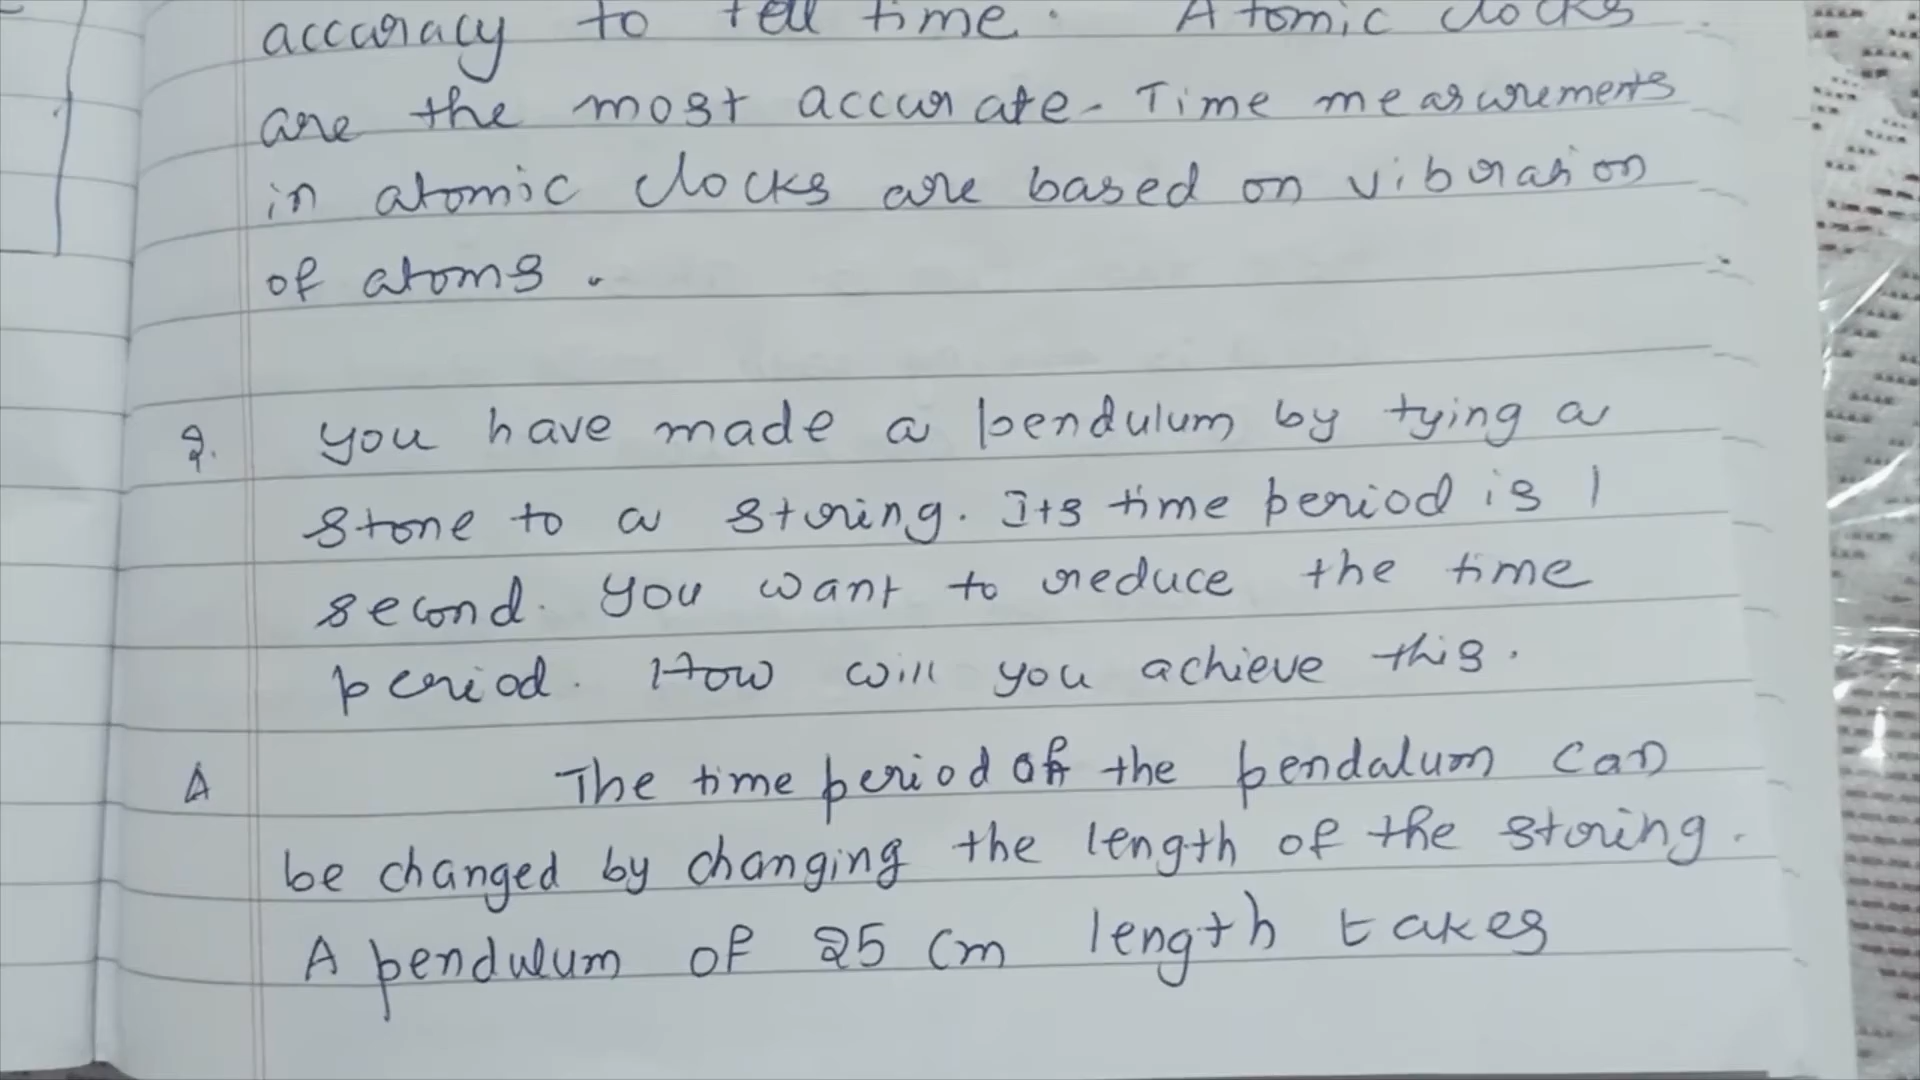 accuracy to tell time. Atomic clocks
are the most accurate. Time measurements
in atomic clocks are based on vibration
of atoms.
Q. you have made a pendulum by tying a
stone to a string. Its time period is 1
second. you want to reduce the time
period. How will you achieve this.
A The time period of the pendalum can
be changed by changing the length of the string.
A pendulum of 25 cm length takes